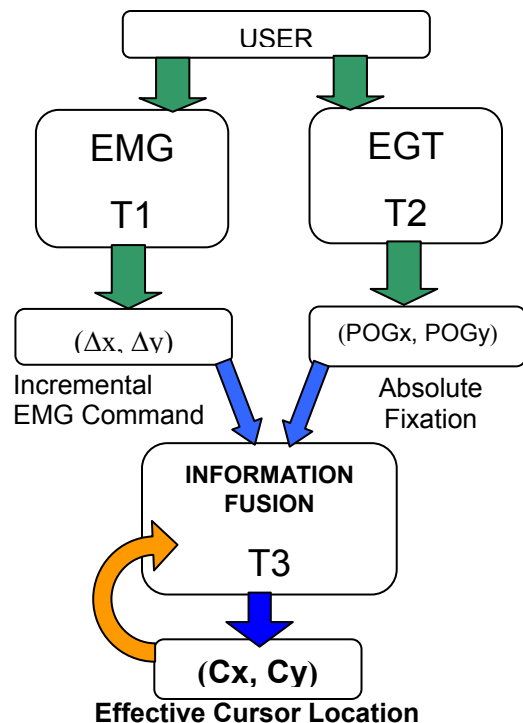 USER
EMG
T1
EGT
T2
(Δx, Δy)
(POGx, POGy)
Incremental
EMG Command
Absolute
Fixation
INFORMATION
FUSION
T3
(Cx, Cy)
Effective Cursor Location